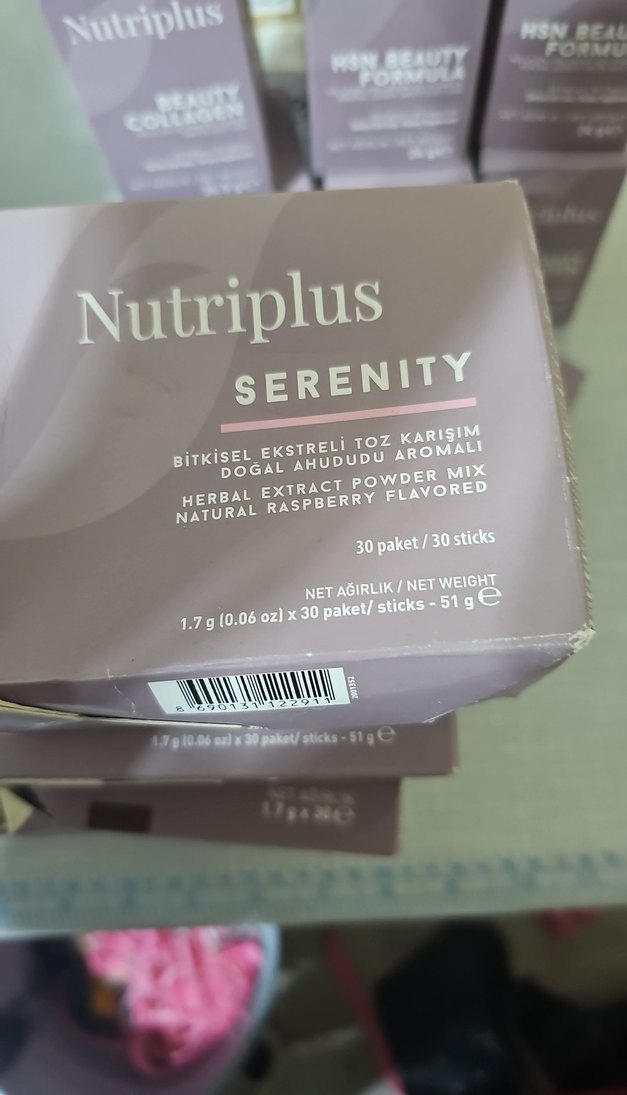 Nutriplus
BEAUTY
COLLAGEN
HSN BEAUTY
FORMULA
HSN BEAU
FORMU
Nutriplus
SERENITY
BİTKİSEL EKSTRELİ TOZ KARIŞIM
DOĞAL AHUDUDU AROMALI
HERBAL EXTRACT POWDER MIX
NATURAL RASPBERRY FLAVORED
30 paket / 30 sticks
NET AĞIRLIK / NET WEIGHT
1.7 g (0.06 oz) x 30 paket/ sticks - 51 g ℮
8 690131 122911
2001352
1.7 g (0.06 oz) x 30 paket/ sticks - 51 g ℮